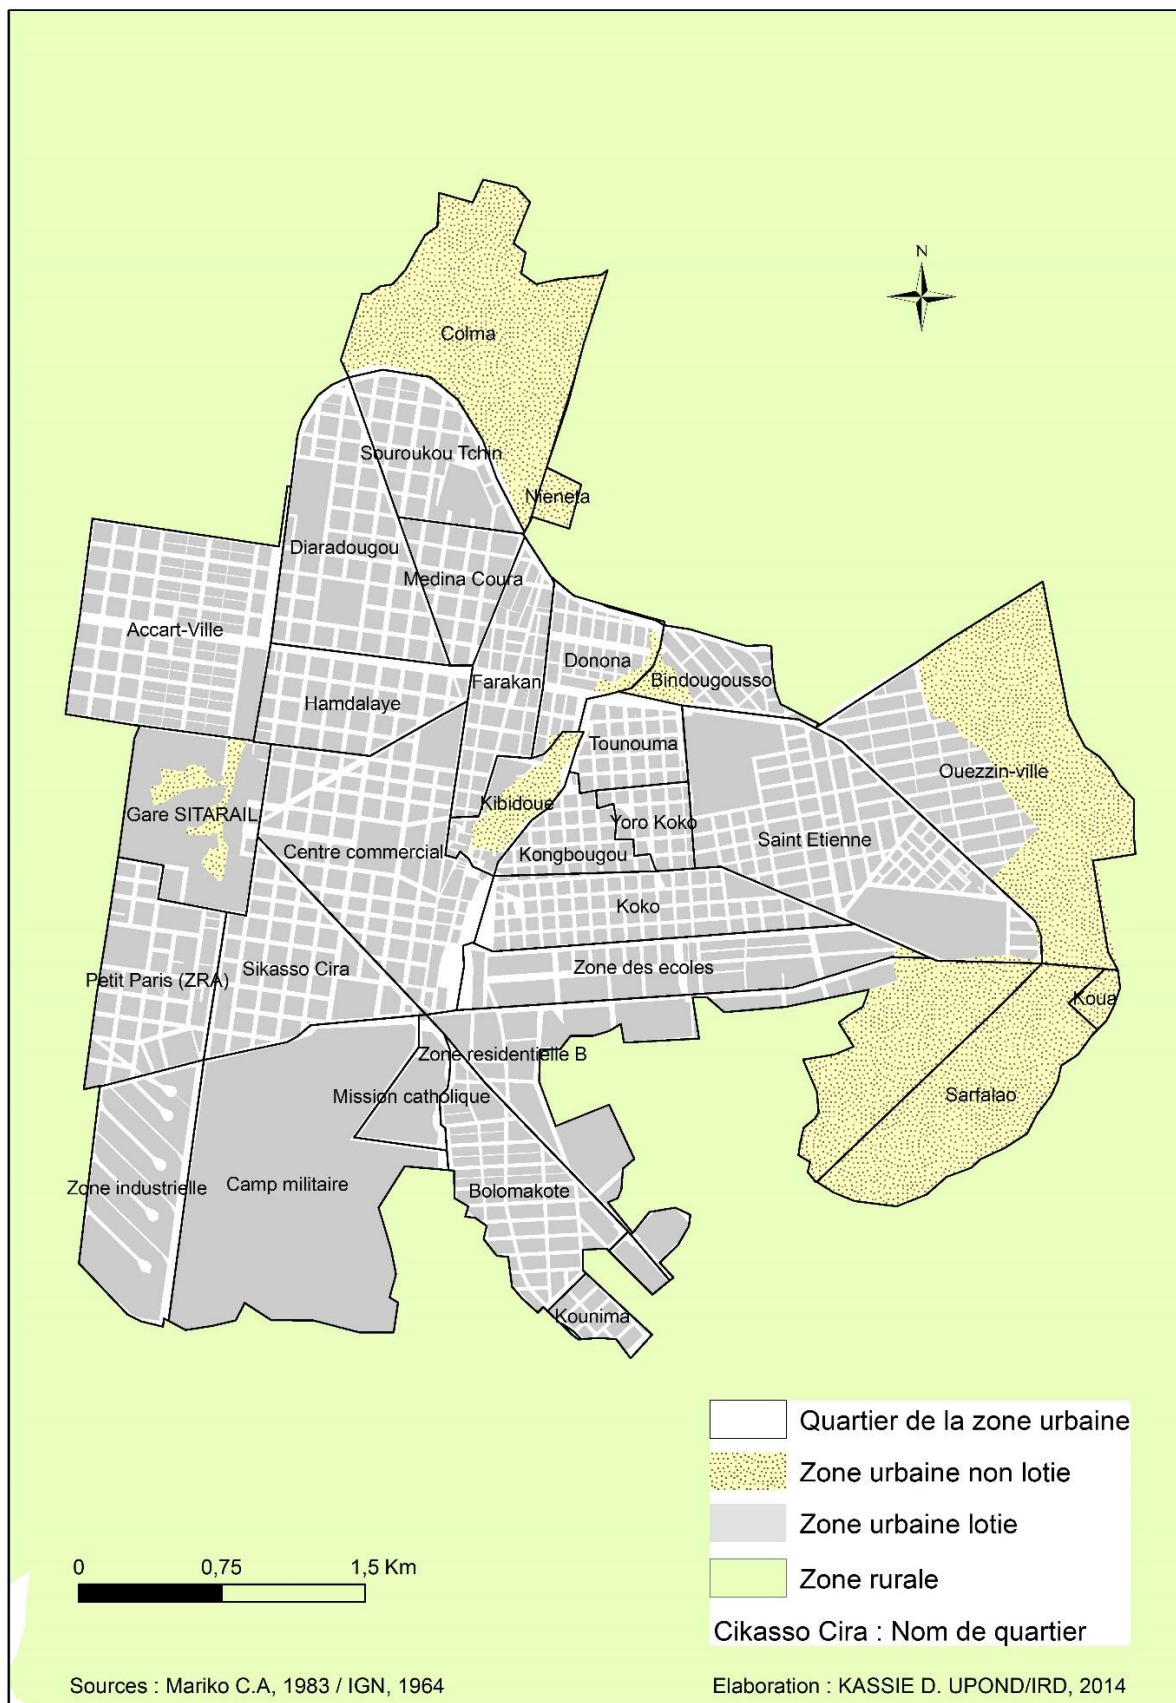 N
Colma
Souroukou Tchin
Nieneta
Diaradougou
Medina Coura
Accart-Ville
Donona
Farakan
Bindougousso
Hamdalaye
Tounouma
Ouezzin-ville
Kibidoue
Gare SITARAIL
Yoro Koko
Saint Etienne
Centre commercial
Kongbougou
Koko
Zone des ecoles
Sikasso Cira
Petit Paris (ZRA)
Koua
Zone residentielle B
Mission catholique
Sarfalao
Zone industrielle
Camp militaire
Bolomakote
Kounima
Quartier de la zone urbaine
Zone urbaine non lotie
Zone urbaine lotie
Zone rurale
Cikasso Cira : Nom de quartier
0 0,75 1,5 Km
Sources : Mariko C.A, 1983 / IGN, 1964
Elaboration : KASSIE D. UPOND/IRD, 2014